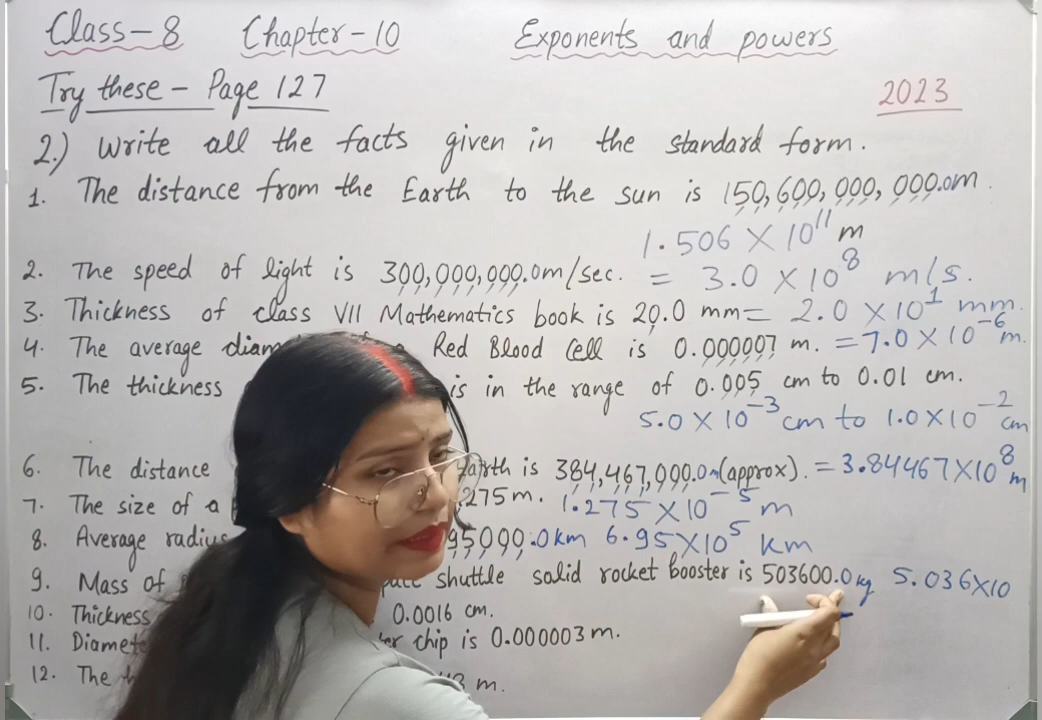 Class-8 Chapter-10 Exponents and powers
Try these - Page 127 2023
2.) Write all the facts given in the standard form.
1. The distance from the Earth to the sun is 150,600,000,000.0m.
1.506 × 10¹¹ m
2. The speed of light is 300,000,000.0m/sec. = 3.0 × 10⁸ m/s.
3. Thickness of class VII Mathematics book is 20.0 mm = 2.0 × 10¹ mm.
4. The average Red Blood Cell is 0.000007 m. = 7.0 × 10⁻⁶ m.
5. The thickness is in the range of 0.005 cm to 0.01 cm.
5.0 × 10⁻³ cm to 1.0 × 10⁻² cm
6. The distance Earth is 384,467,000.0m(approx). = 3.84467 × 10⁸ m
7. The size of a 275 m. 1.275 × 10⁻⁵ m
8. Average radius 95000.0 km 6.95 × 10⁵ Km
9. Mass of shuttle solid rocket booster is 503600.0 kg 5.036×10
10. Thickness 0.0016 cm.
11. chip is 0.000003 m.
12. The m.